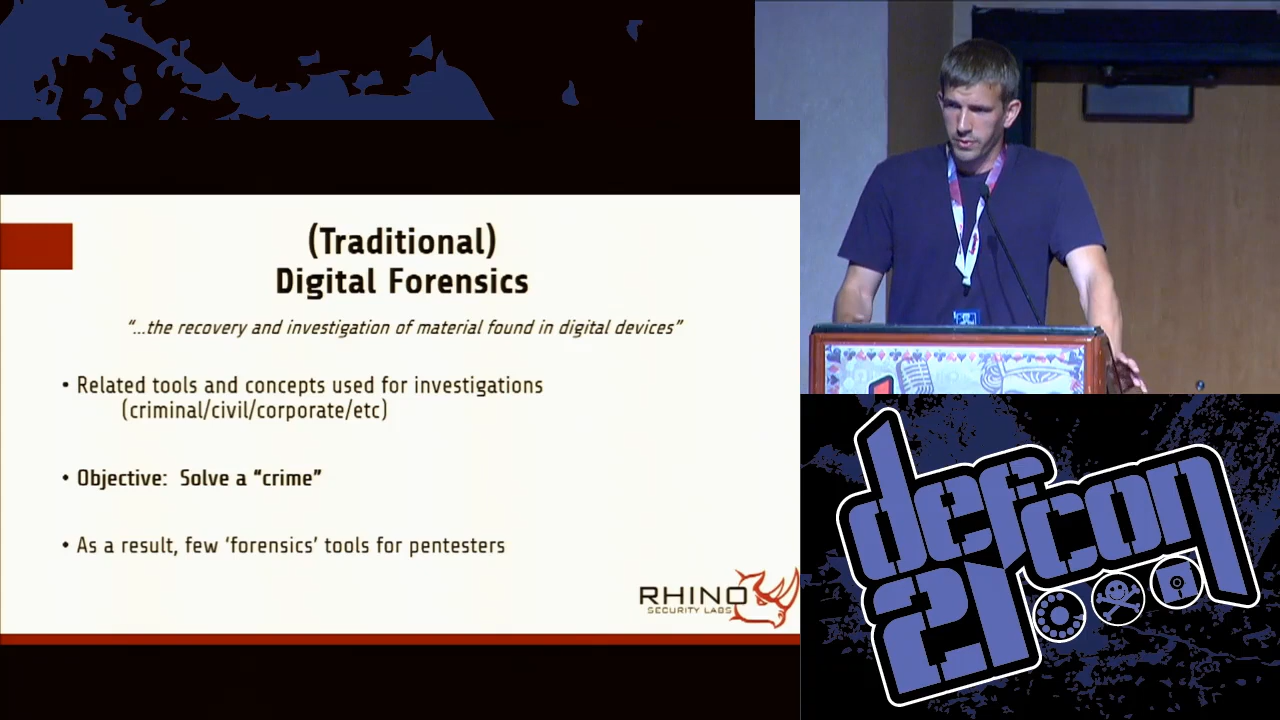 (Traditional)
Digital Forensics
“...the recovery and investigation of material found in digital devices”
• Related tools and concepts used for investigations
(criminal/civil/corporate/etc)
• Objective: Solve a “crime”
• As a result, few ‘forensics’ tools for pentesters
RHINO
SECURITY LABS
defcon
21